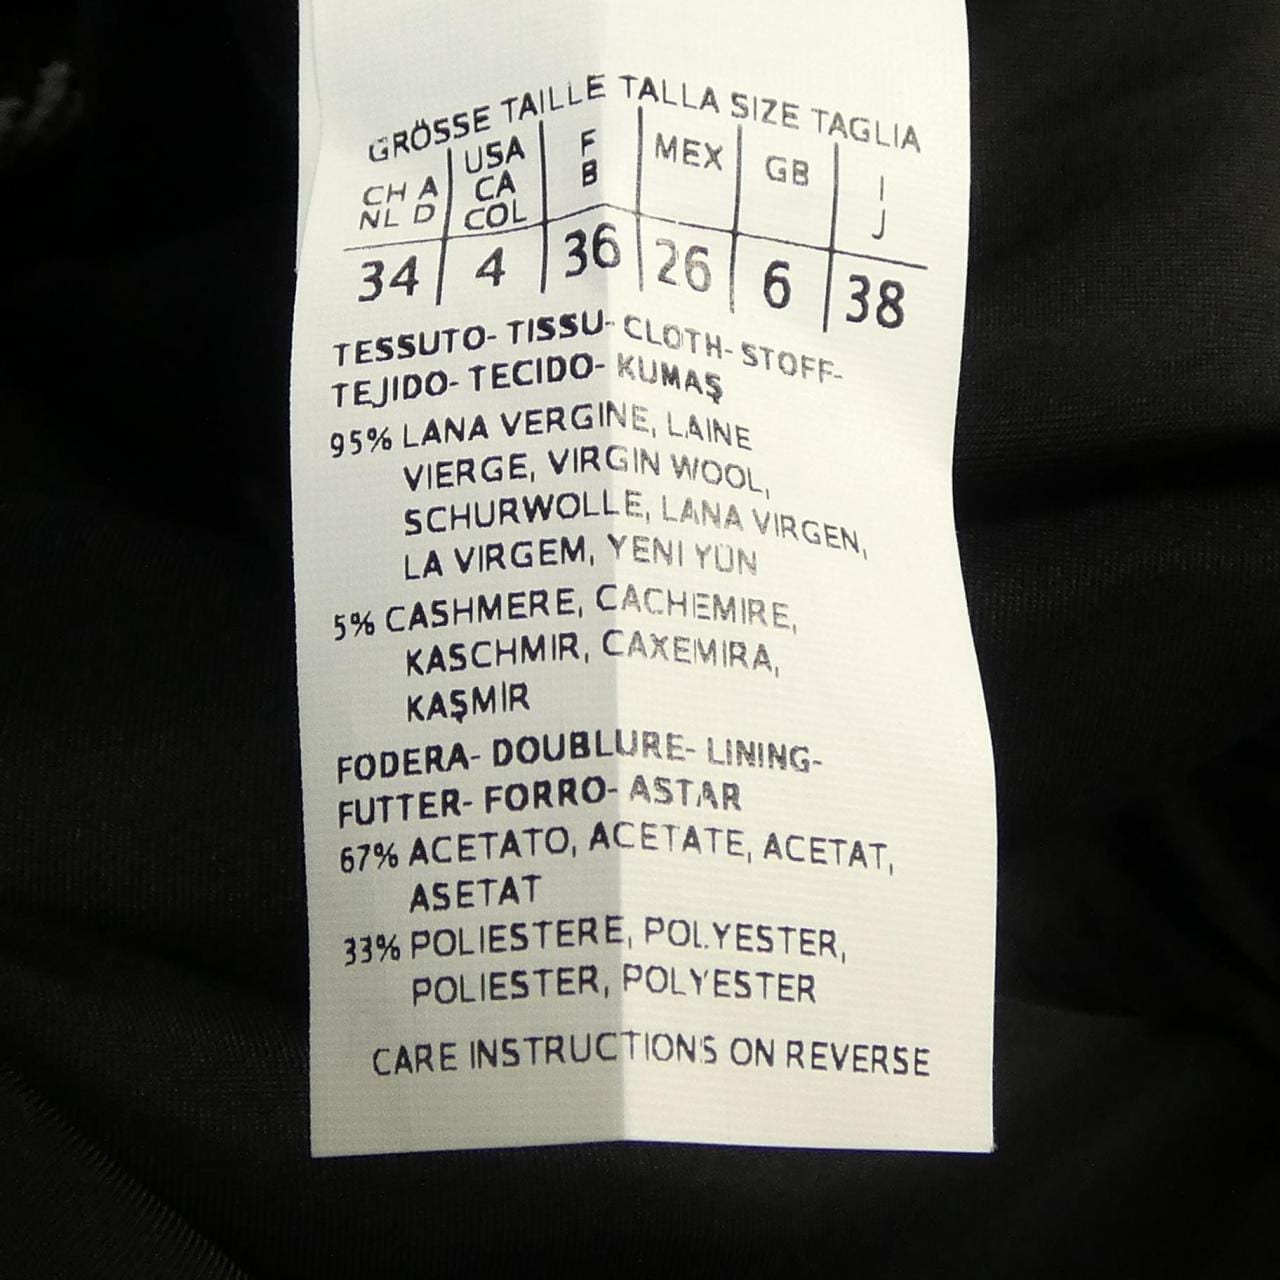 GRÖSSE TAILLE TALLA SIZE TAGLIA
CH A NL D | USA CA COL | F B | MEX | GB | I J
34 | 4 | 36 | 26 | 6 | 38
TESSUTO- TISSU- CLOTH- STOFF-
TEJIDO- TECIDO- KUMAŞ
95% LANA VERGINE, LAINE
VIERGE, VIRGIN WOOL,
SCHURWOLLE, LANA VIRGEN,
LA VIRGEM, YENI YÜN
5% CASHMERE, CACHEMIRE,
KASCHMIR, CAXEMIRA,
KAŞMİR
FODERA- DOUBLURE- LINING-
FUTTER- FORRO- ASTAR
67% ACETATO, ACETATE, ACETAT,
ASETAT
33% POLIESTERE, POLYESTER,
POLIESTER, POLYESTER
CARE INSTRUCTIONS ON REVERSE